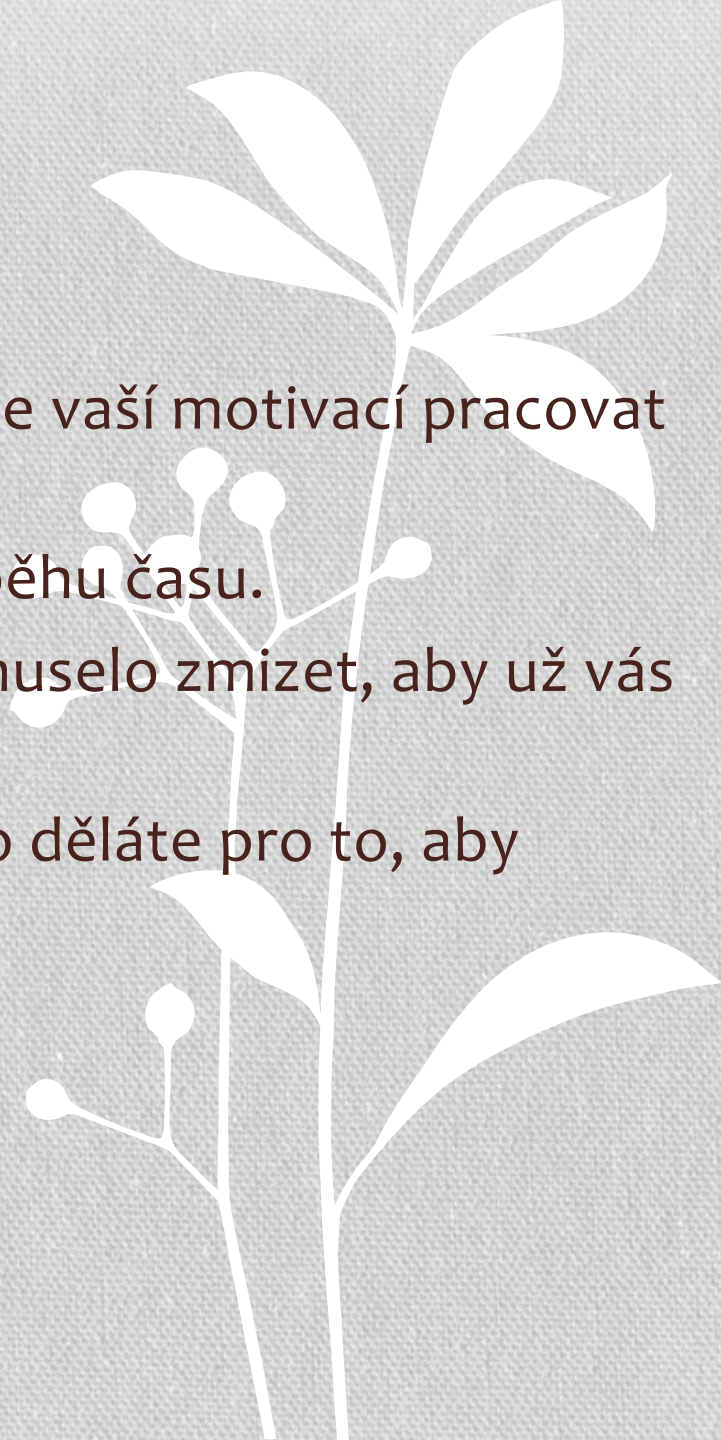 e vaší motivací pracovat
ěhu času.
uselo zmizet, aby už vás
děláte pro to, aby